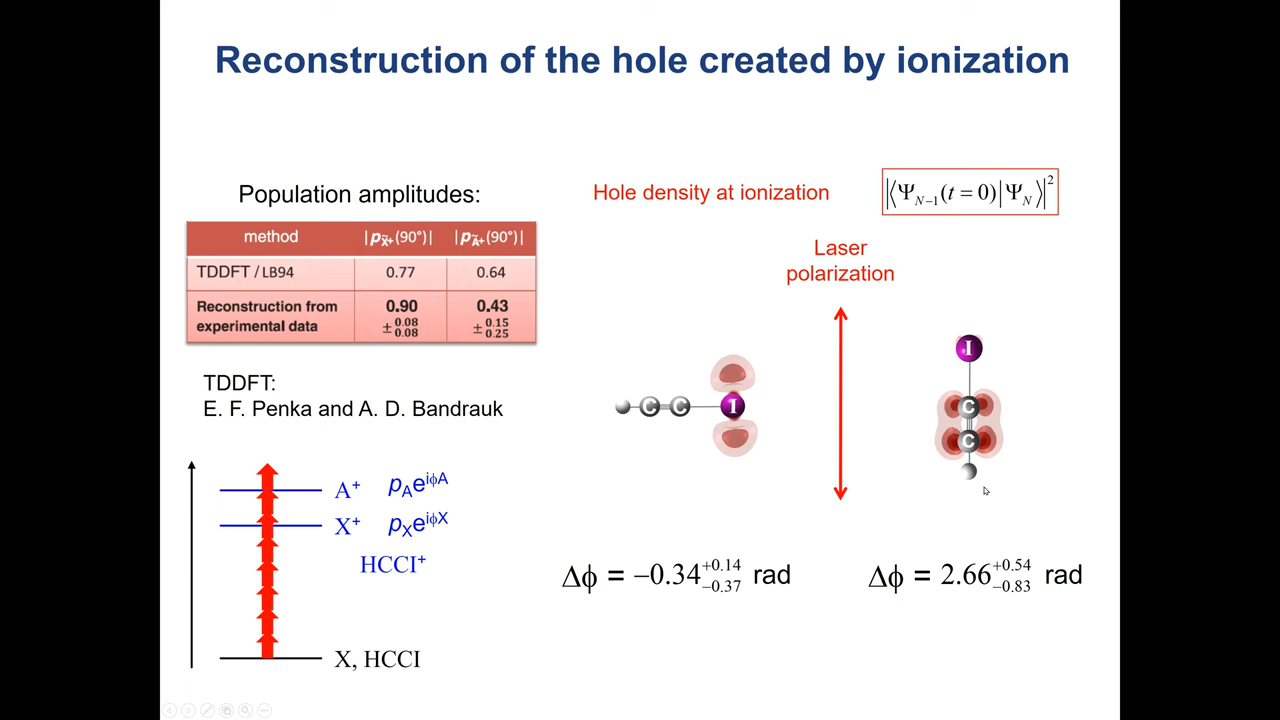 Reconstruction of the hole created by ionization
Population amplitudes:
method |pX̃+(90°)| |pÃ+(90°)|
TDDFT / LB94 0.77 0.64
Reconstruction from experimental data 0.90 ± 0.08 0.08 0.43 ± 0.15 0.25
TDDFT:
E. F. Penka and A. D. Bandrauk
A⁺ p_A e^{iϕA}
X⁺ p_X e^{iϕX}
HCCI⁺
X, HCCI
Hole density at ionization
|⟨Ψ_{N−1}(t = 0)|Ψ_N⟩|²
Laser
polarization
C C I
I
C
C
Δϕ = −0.34 +0.14 −0.37 rad
Δϕ = 2.66 +0.54 −0.83 rad